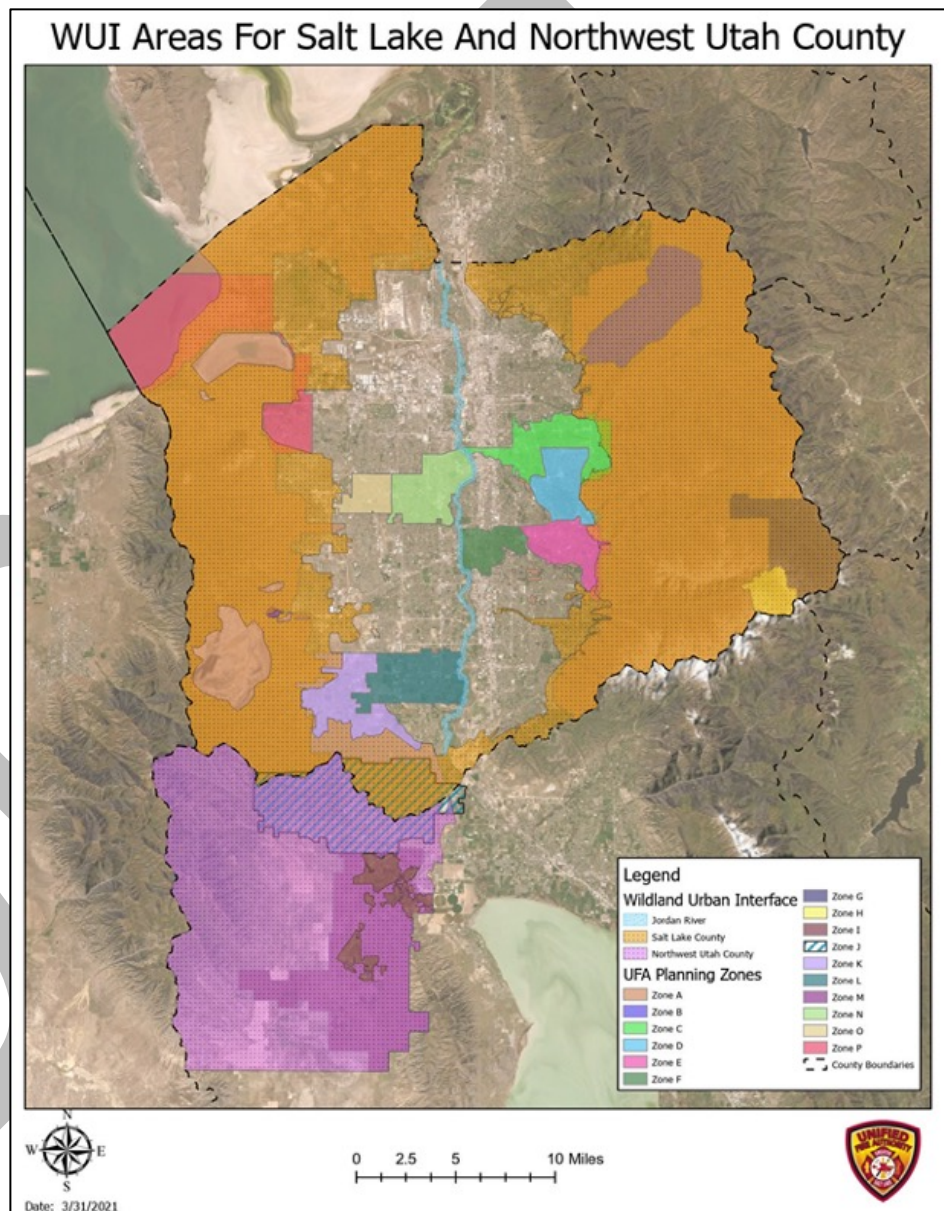 WUI Areas For Salt Lake And Northwest Utah County
Legend
Wildland Urban Interface
Jordan River
Salt Lake County
Northwest Utah County
UFA Planning Zones
Zone A
Zone B
Zone C
Zone D
Zone E
Zone F
Zone G
Zone H
Zone I
Zone J
Zone K
Zone L
Zone M
Zone N
Zone O
Zone P
County Boundaries
N
W E
S
0 2.5 5 10 Miles
UNIFIED
FIRE AUTHORITY
Date: 3/31/2021